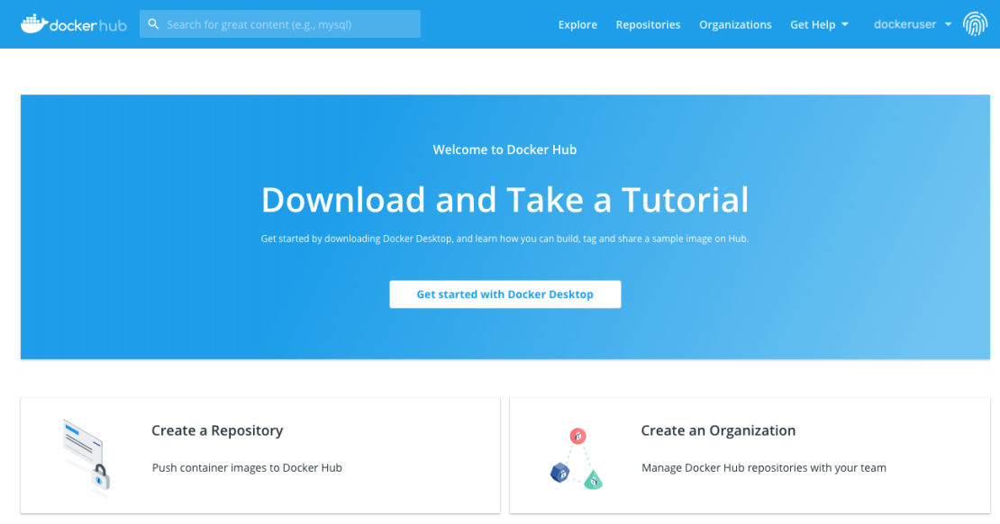 dockerhub
Search for great content (e.g., mysql)
Explore
Repositories
Organizations
Get Help
dockeruser
Welcome to Docker Hub
Download and Take a Tutorial
Get started by downloading Docker Desktop, and learn how you can build, tag and share a sample image on Hub.
Get started with Docker Desktop
Create a Repository
Push container images to Docker Hub
Create an Organization
Manage Docker Hub repositories with your team